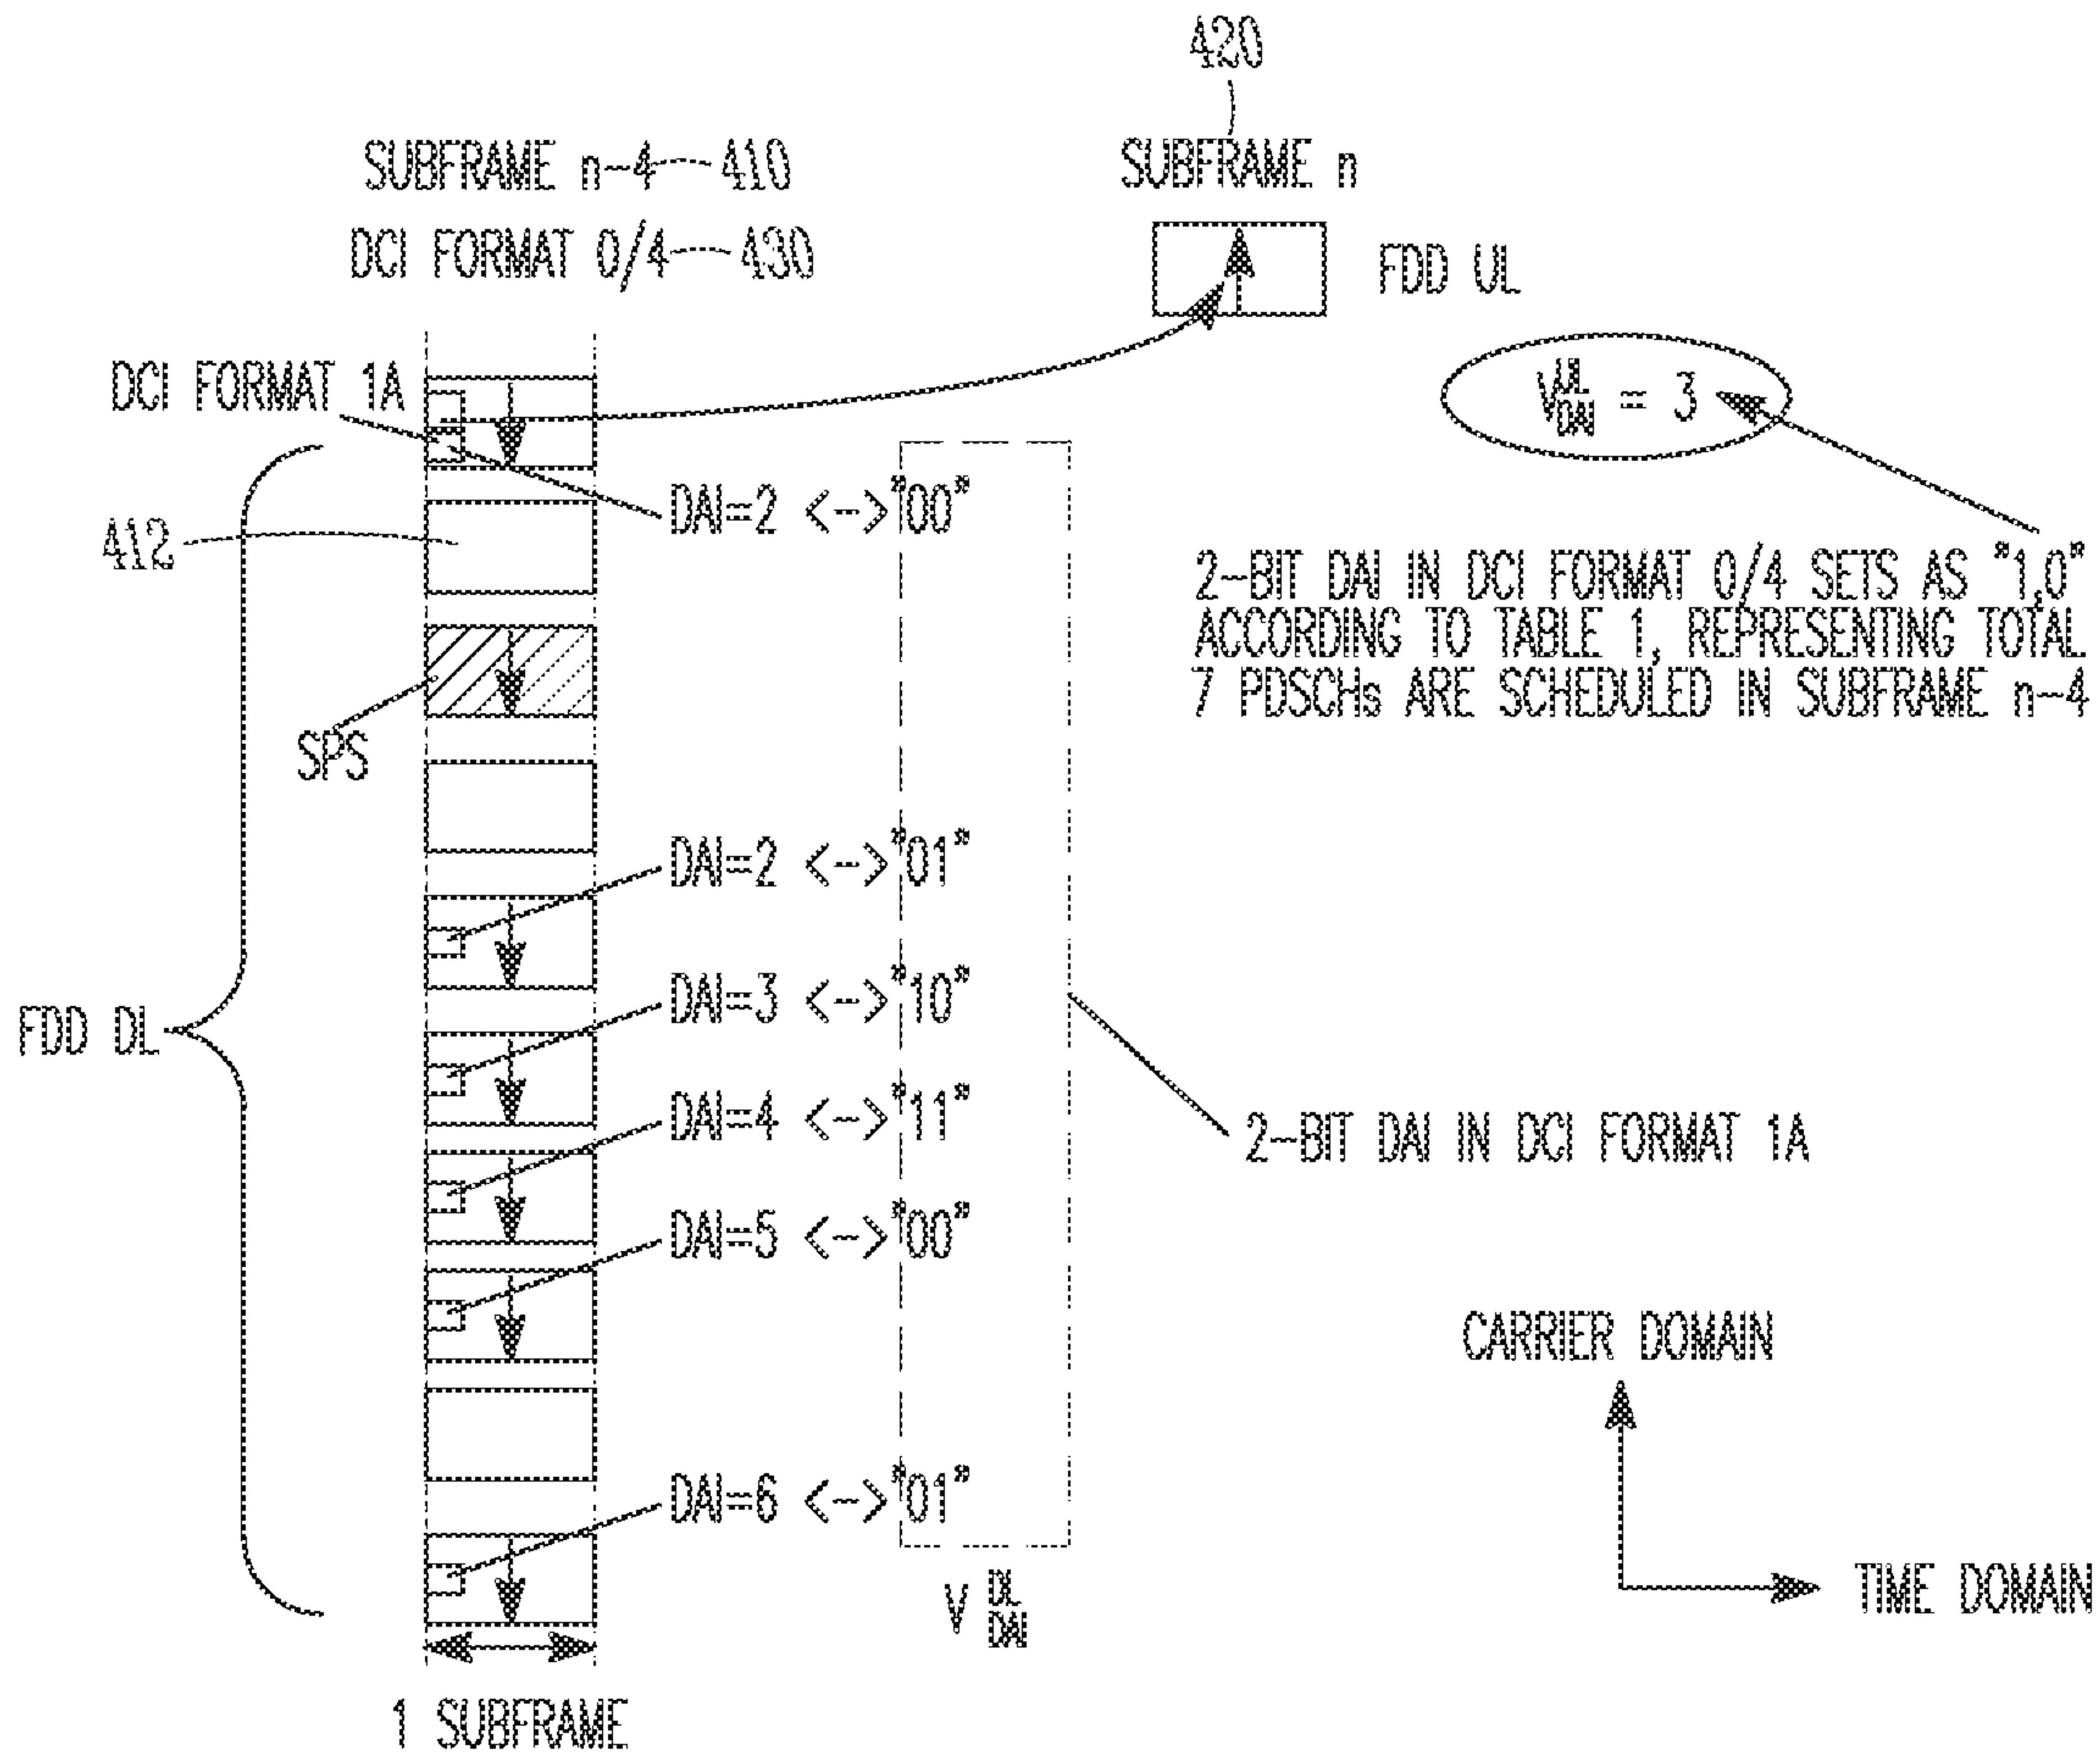 420
SUBFRAME n-4 410
SUBFRAME n
DCI FORMAT 0/4 430
FDD UL
DCI FORMAT 1A
V UL DAI = 3
DAI=2 <-> "00"
412
2-BIT DAI IN DCI FORMAT 0/4 SETS AS "1,0"
ACCORDING TO TABLE 1, REPRESENTING TOTAL
7 PDSCHs ARE SCHEDULED IN SUBFRAME n-4
SPS
DAI=2 <-> "01"
DAI=3 <-> "10"
FDD DL
DAI=4 <-> "11"
2-BIT DAI IN DCI FORMAT 1A
DAI=5 <-> "00"
CARRIER DOMAIN
DAI=6 <-> "01"
TIME DOMAIN
V DL DAI
1 SUBFRAME